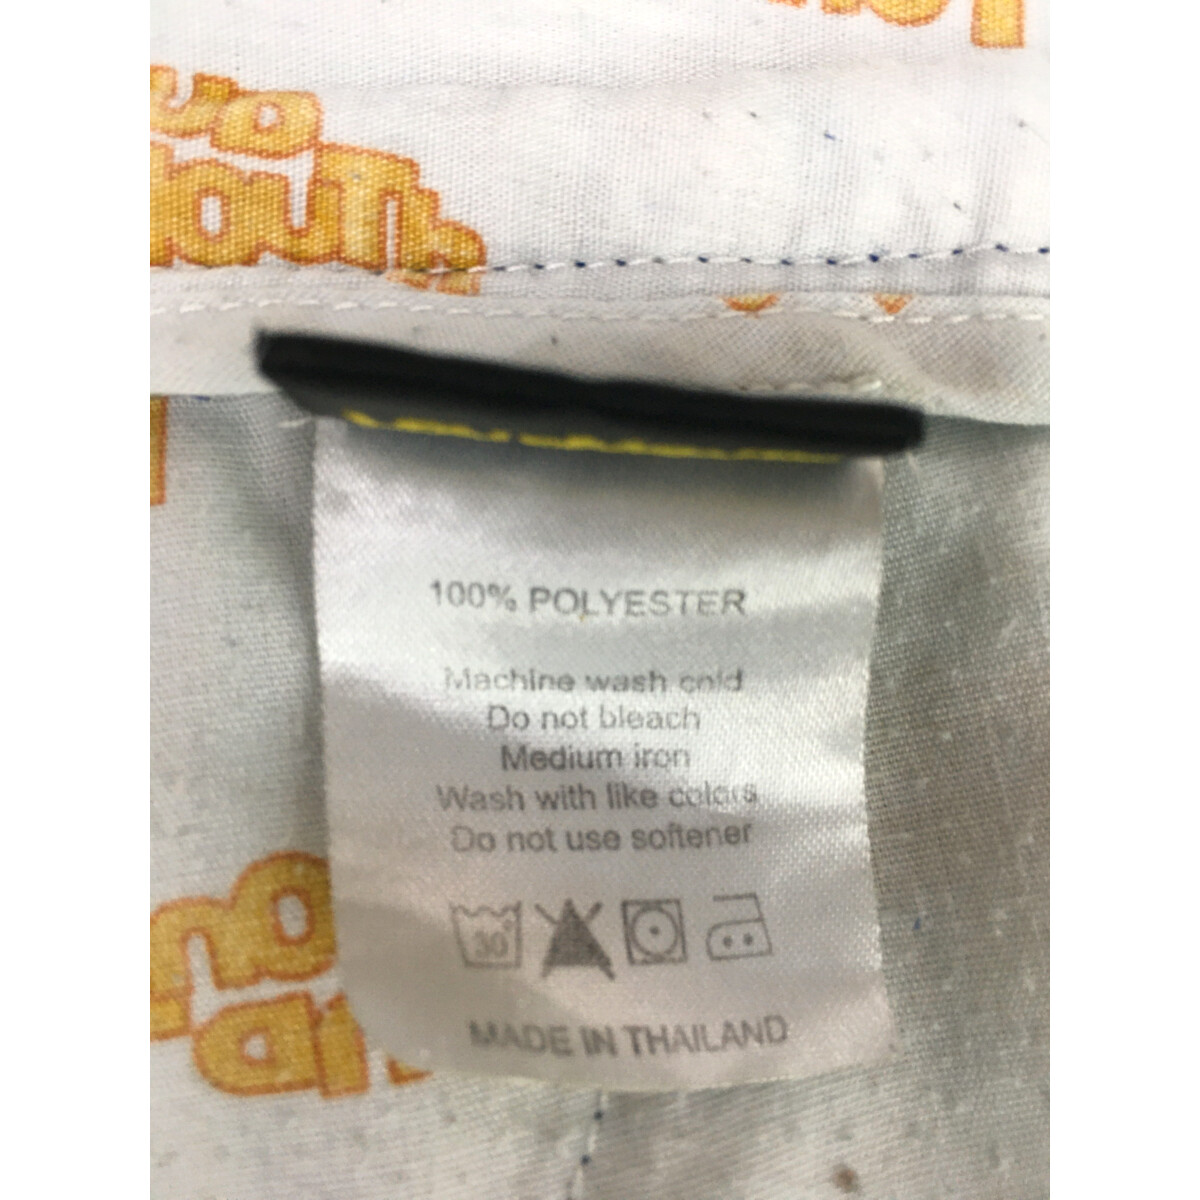 100% POLYESTER
Machine wash cold
Do not bleach
Medium iron
Wash with like colors
Do not use softener
30°
MADE IN THAILAND